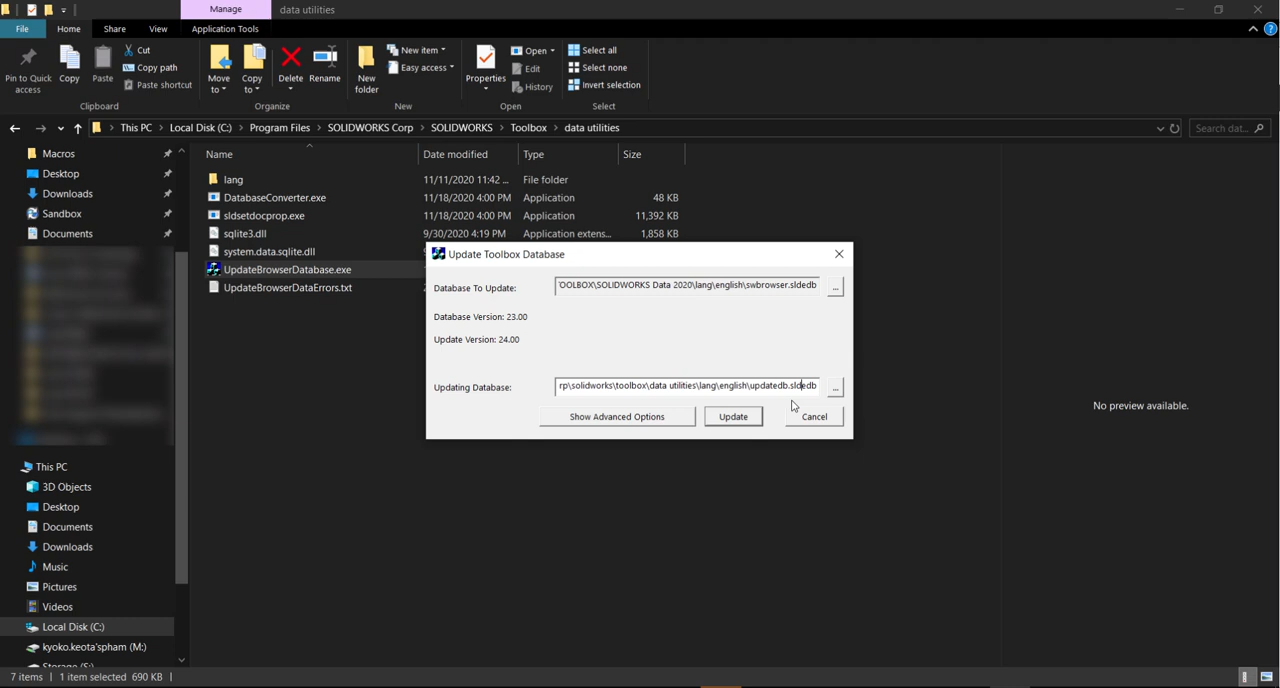 Manage
data utilities
File
Home
Share
View
Application Tools
Pin to Quick access
Copy
Paste
Cut
Copy path
Paste shortcut
Clipboard
Move to
Copy to
Delete
Rename
Organize
New folder
New item
Easy access
New
Properties
Open
Edit
History
Open
Select all
Select none
Invert selection
Select
This PC > Local Disk (C:) > Program Files > SOLIDWORKS Corp > SOLIDWORKS > Toolbox > data utilities
Search dat...
Macros
Desktop
Downloads
Sandbox
Documents
This PC
3D Objects
Desktop
Documents
Downloads
Music
Pictures
Videos
Local Disk (C:)
kyoko.keota'spham (M:)
Storage (S:)
Name Date modified Type Size
lang 11/11/2020 11:42 ... File folder
DatabaseConverter.exe 11/18/2020 4:00 PM Application 48 KB
sldsetdocprop.exe 11/18/2020 4:00 PM Application 11,392 KB
sqlite3.dll 9/30/2020 4:19 PM Application extens... 1,858 KB
system.data.sqlite.dll
UpdateBrowserDatabase.exe
UpdateBrowserDataErrors.txt
Update Toolbox Database
Database To Update: OOLBOX\SOLIDWORKS Data 2020\lang\english\swbrowser.sldedb ...
Database Version: 23.00
Update Version: 24.00
Updating Database: rp\solidworks\toolbox\data utilities\lang\english\updatedb.sldedb ...
Show Advanced Options
Update
Cancel
No preview available.
7 items | 1 item selected 690 KB |